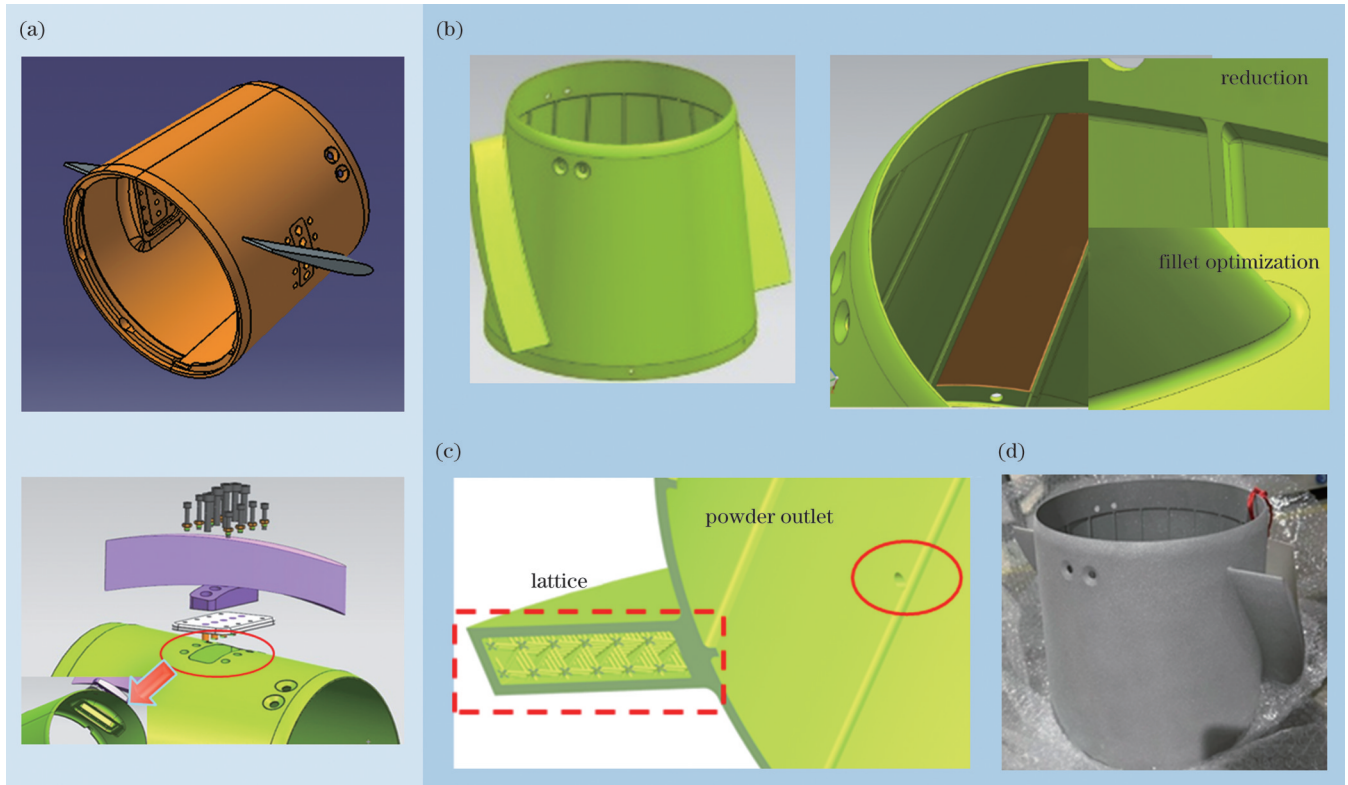 (a)
(b)
reduction
fillet optimization
(c)
powder outlet
lattice
(d)